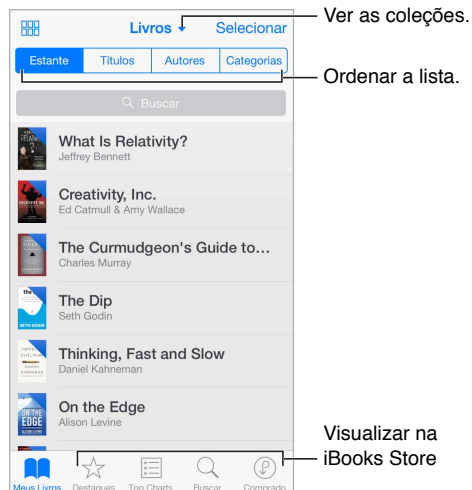 Livros
Selecionar
Ver as coleções.
Estante Títulos Autores Categorias
Ordenar a lista.
Buscar
What Is Relativity?
Jeffrey Bennett
Creativity, Inc.
Ed Catmull & Amy Wallace
The Curmudgeon's Guide to…
Charles Murray
The Dip
Seth Godin
Thinking, Fast and Slow
Daniel Kahneman
On the Edge
Alison Levine
Visualizar na
iBooks Store
Meus Livros Destaques Top Charts Buscar Comprado